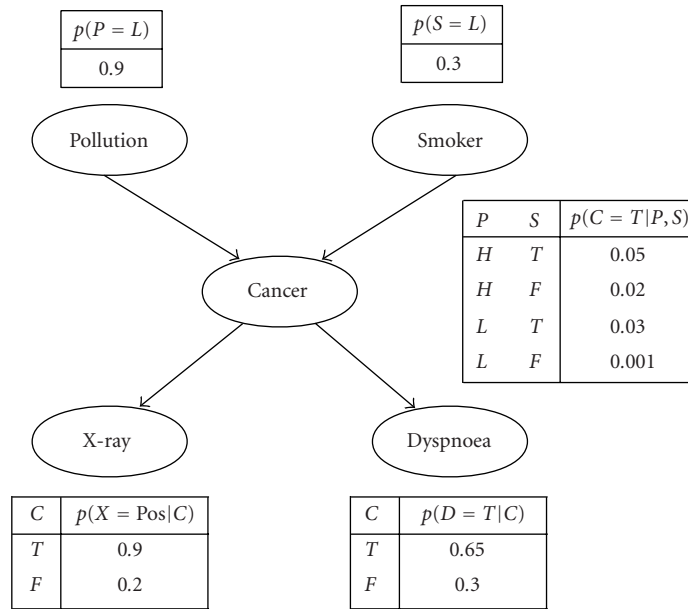 p(P = L)
0.9
p(S = L)
0.3
Pollution
Smoker
P S p(C = T|P, S)
H T 0.05
H F 0.02
L T 0.03
L F 0.001
Cancer
X-ray
Dyspnoea
C p(X = Pos|C)
T 0.9
F 0.2
C p(D = T|C)
T 0.65
F 0.3